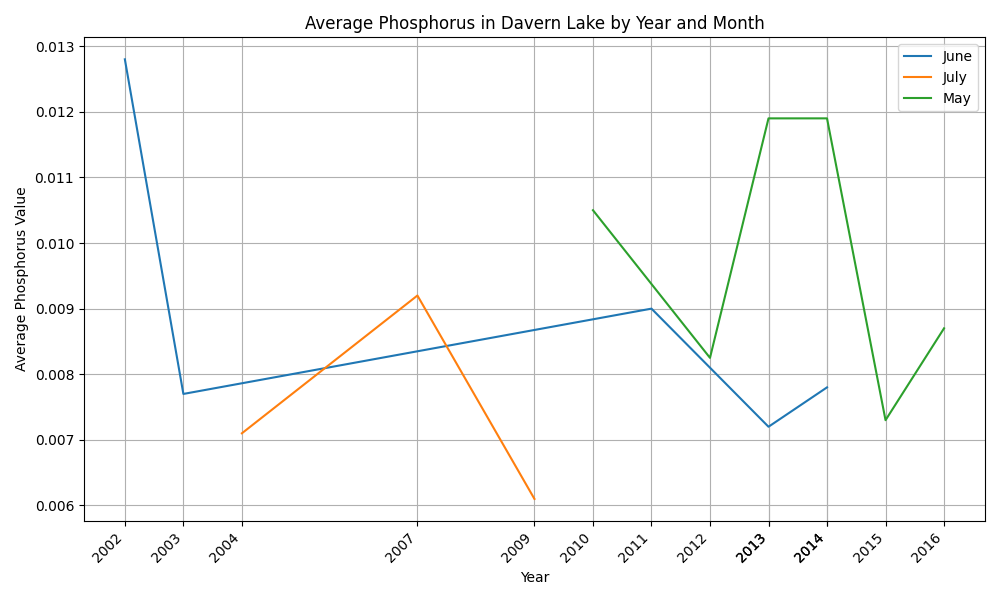 Average Phosphorus in Davern Lake by Year and Month
June
July
May
Average Phosphorus Value
0.013
0.012
0.011
0.010
0.009
0.008
0.007
0.006
2002 2003 2004 2007 2009 2010 2011 2012 2013 2014 2015 2016
Year